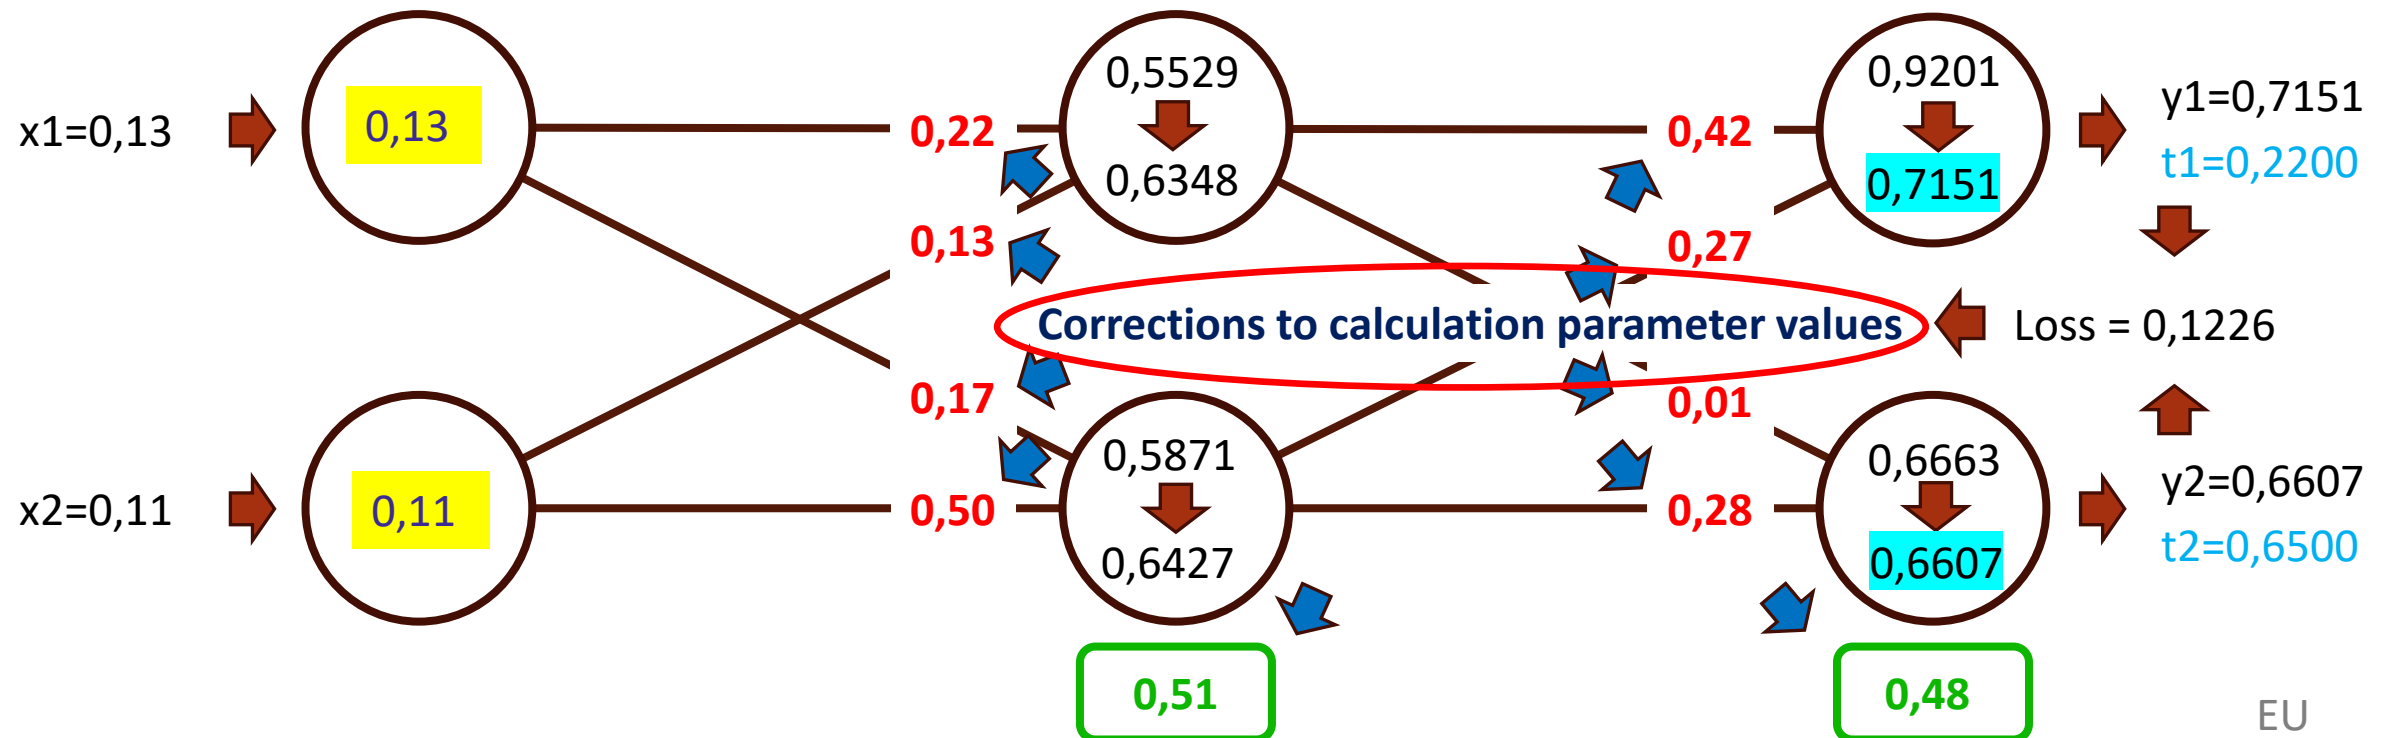 x1=0,13
0,13
0,22
0,5529
0,6348
0,42
0,9201
0,7151
y1=0,7151
t1=0,2200
0,13
0,27
Corrections to calculation parameter values
Loss = 0,1226
0,17
0,01
x2=0,11
0,11
0,50
0,5871
0,6427
0,28
0,6663
0,6607
y2=0,6607
t2=0,6500
0,51
0,48
EU